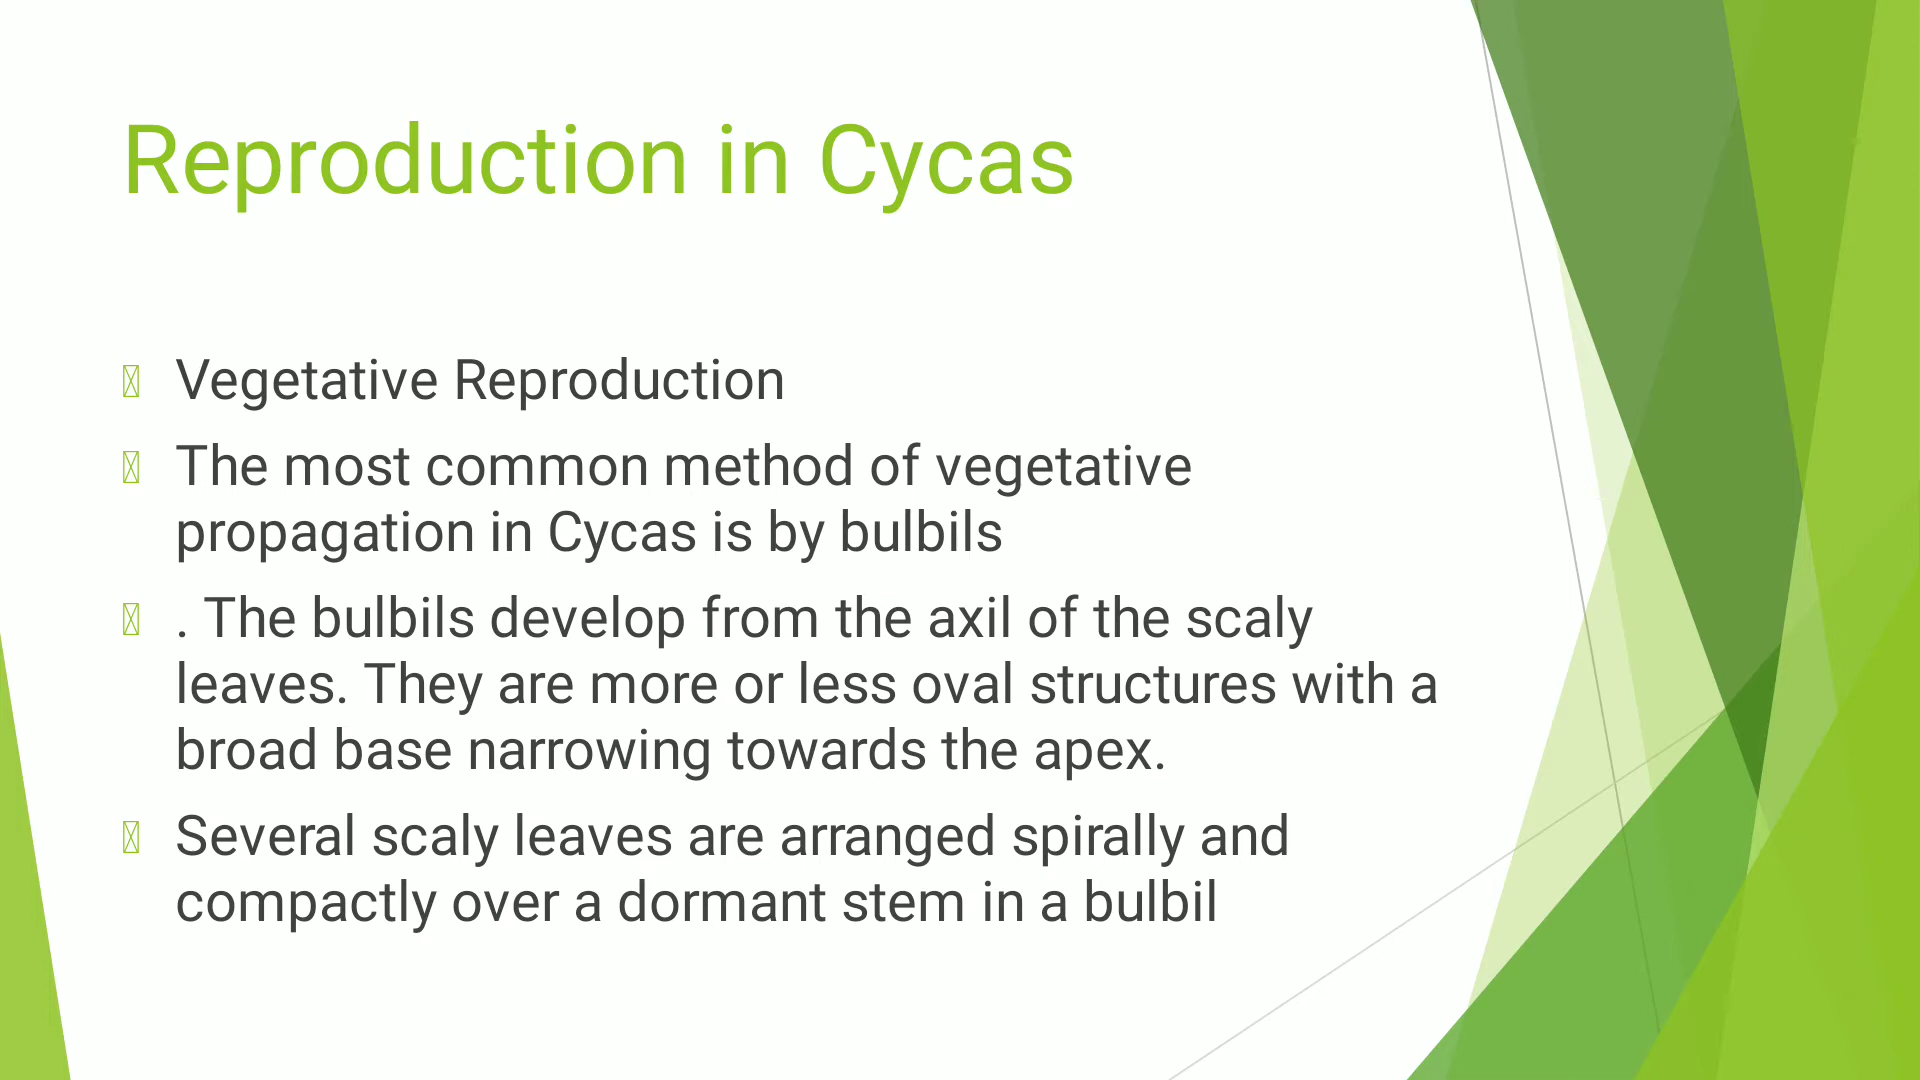 Reproduction in Cycas
Vegetative Reproduction
The most common method of vegetative
propagation in Cycas is by bulbils
. The bulbils develop from the axil of the scaly
leaves. They are more or less oval structures with a
broad base narrowing towards the apex.
Several scaly leaves are arranged spirally and
compactly over a dormant stem in a bulbil